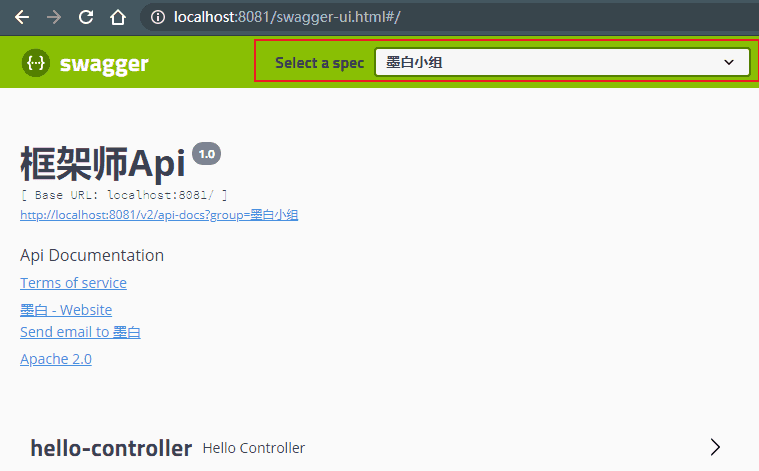 localhost:8081/swagger-ui.html#/
swagger
Select a spec 墨白小组
框架师Api 1.0
[ Base URL: localhost:8081/ ]
http://localhost:8081/v2/api-docs?group=墨白小组
Api Documentation
Terms of service
墨白 - Website
Send email to 墨白
Apache 2.0
hello-controller Hello Controller